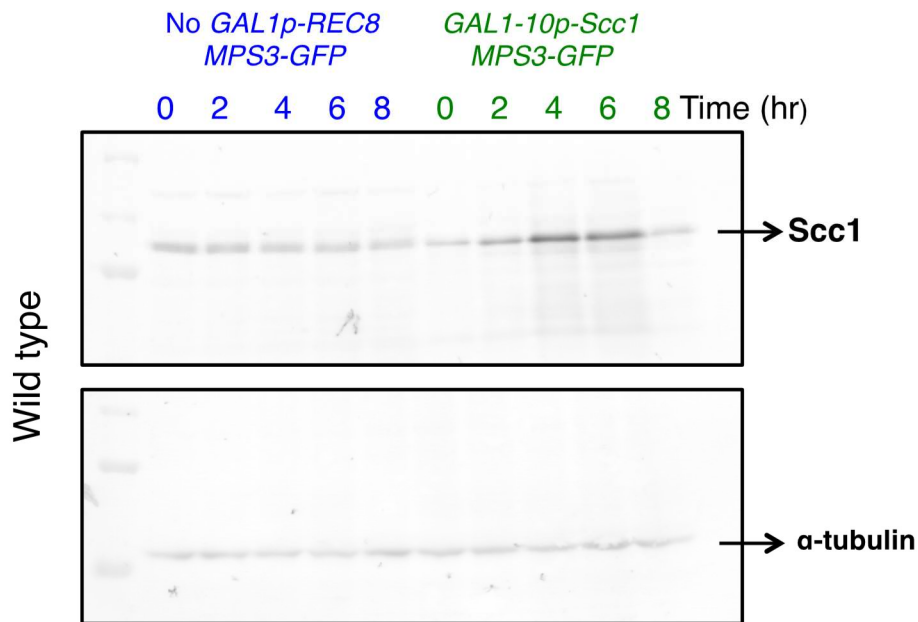 No GAL1p-REC8 GAL1-10p-Scc1
MPS3-GFP MPS3-GFP
0 2 4 6 8 0 2 4 6 8 Time (hr)
Scc1
Wild type
α-tubulin